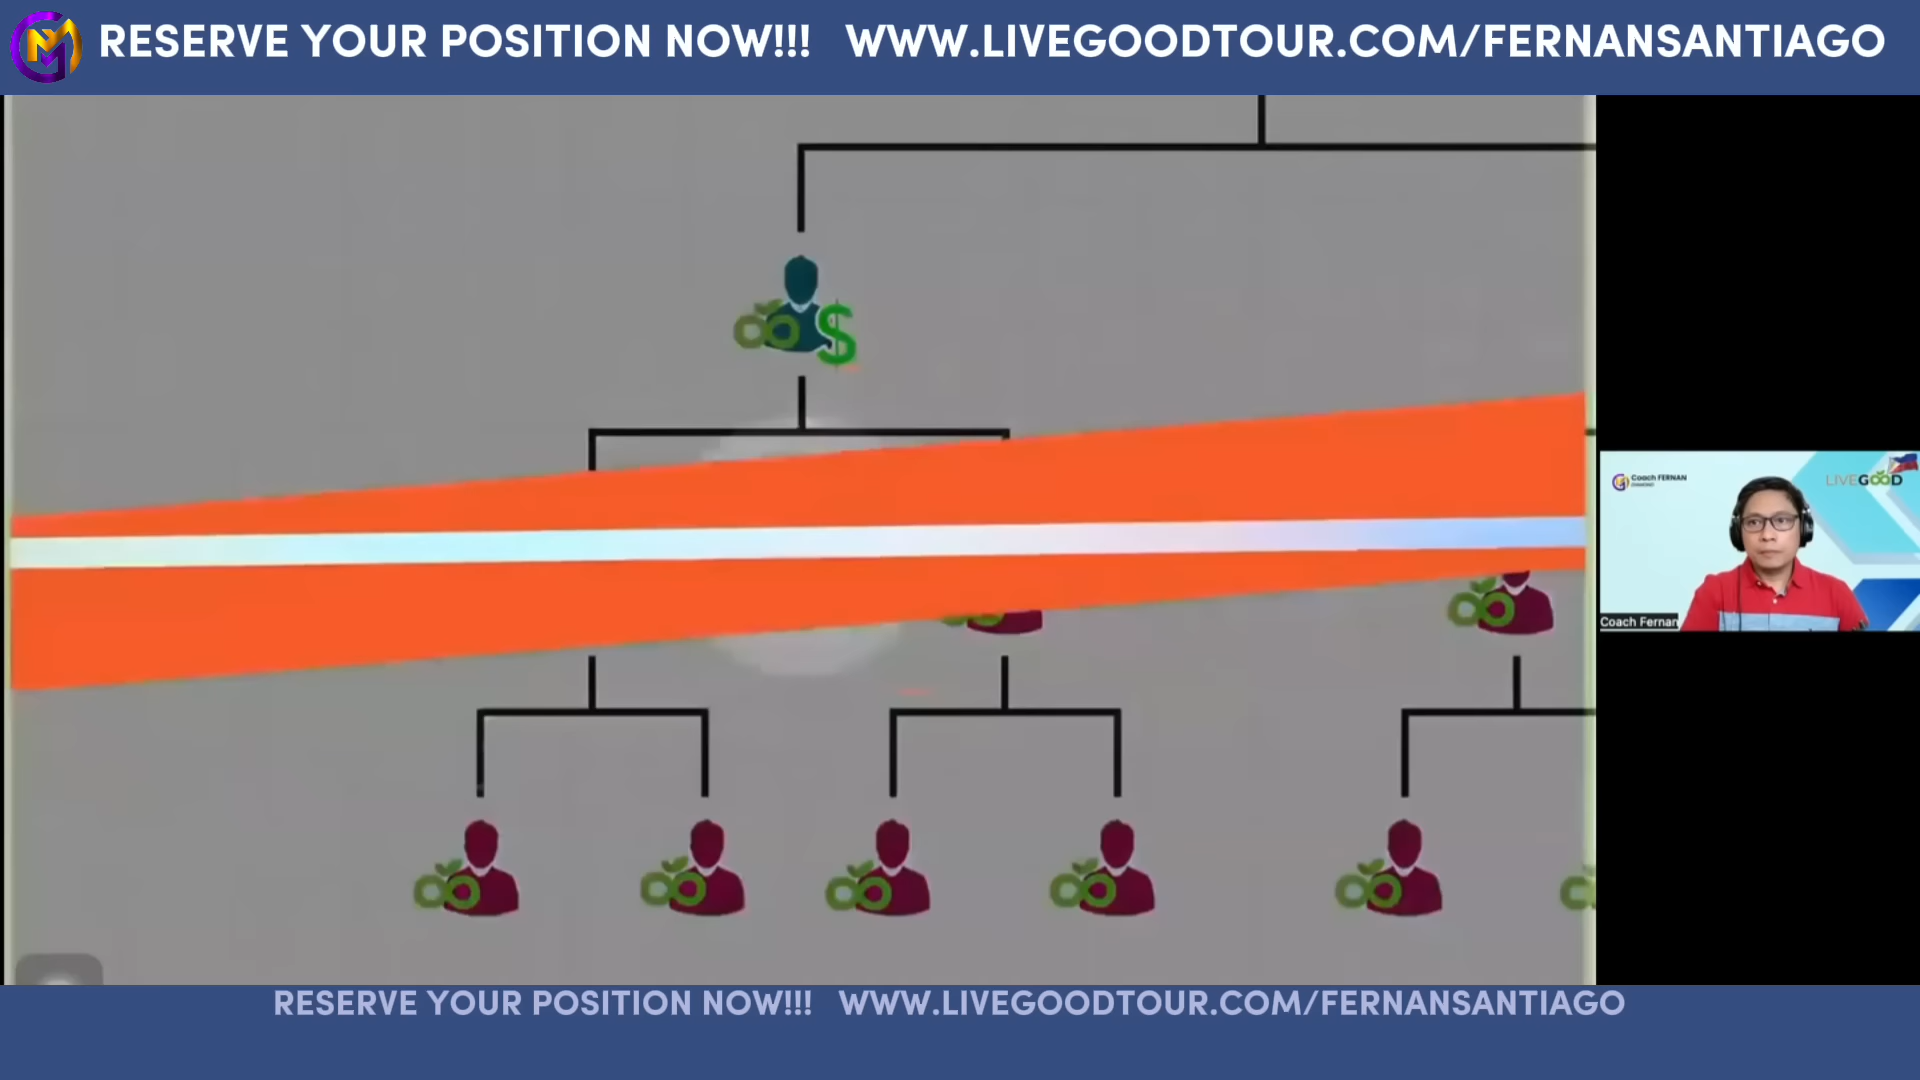 RESERVE YOUR POSITION NOW!!! WWW.LIVEGOODTOUR.COM/FERNANSANTIAGO
$
Coach FERNAN
LIVEGOOD
Coach Fernan
RESERVE YOUR POSITION NOW!!! WWW.LIVEGOODTOUR.COM/FERNANSANTIAGO